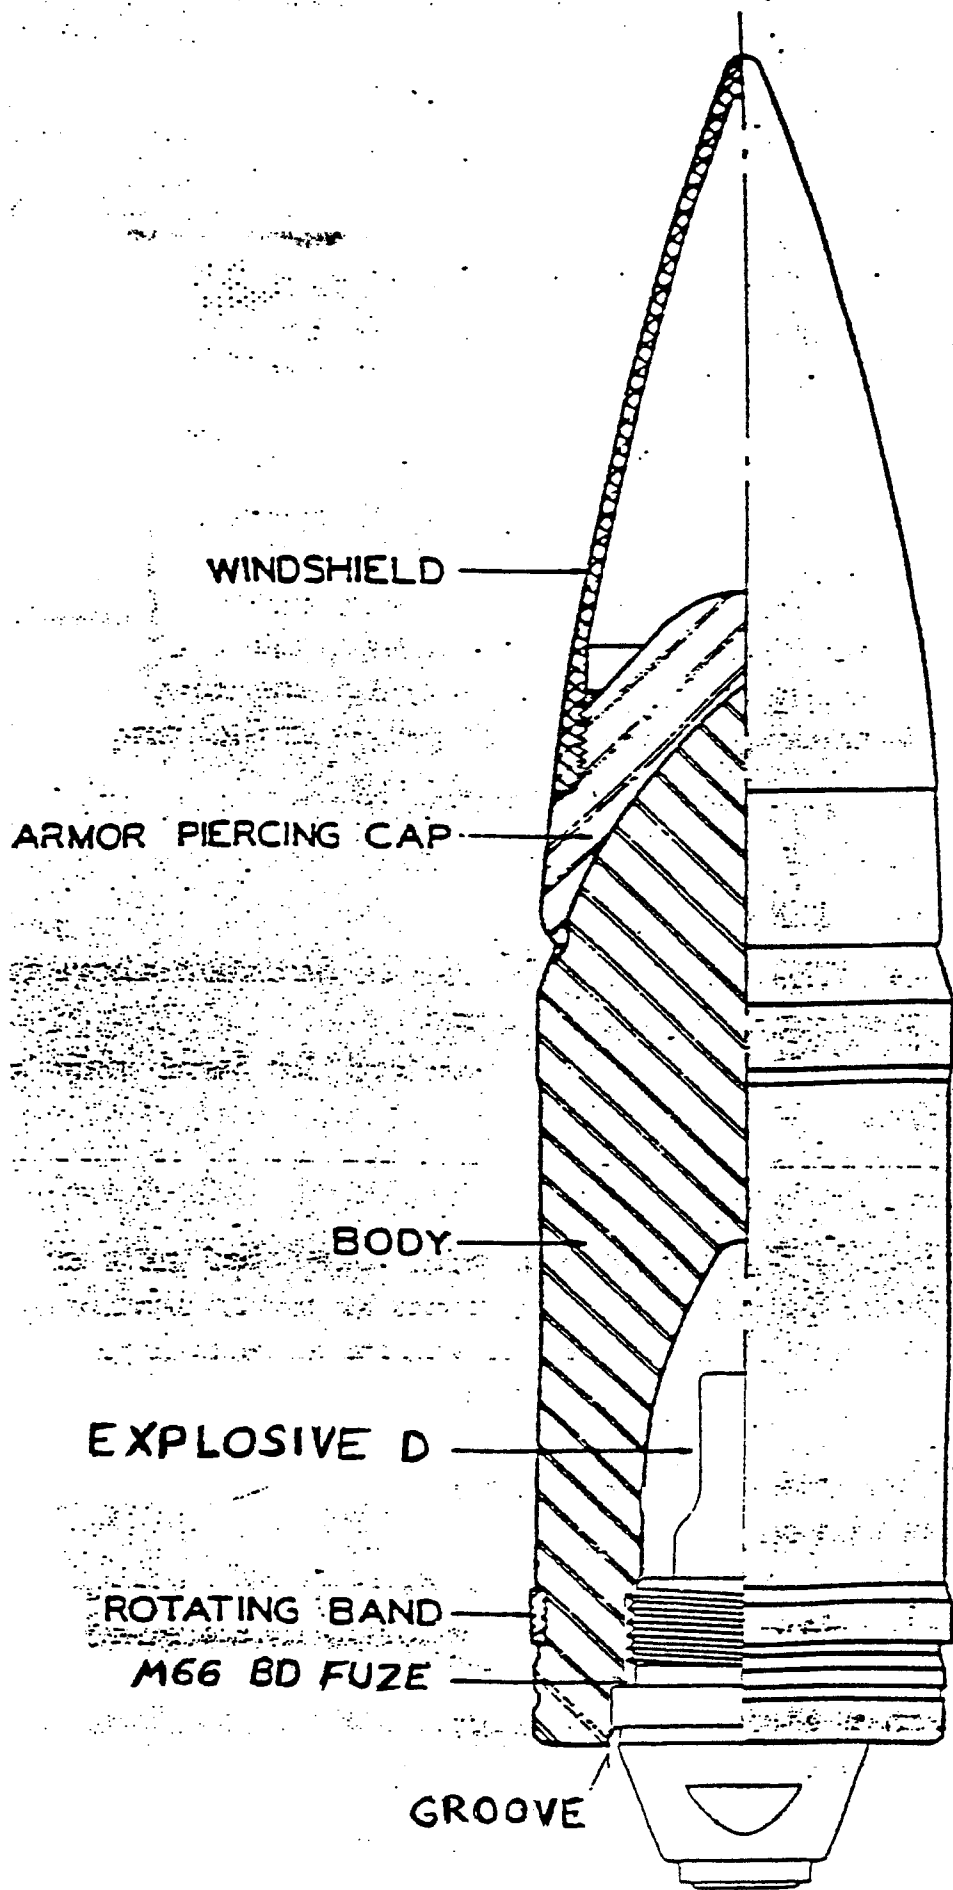 WINDSHIELD
ARMOR PIERCING CAP
BODY
EXPLOSIVE D
ROTATING BAND
M66 BD FUZE
GROOVE